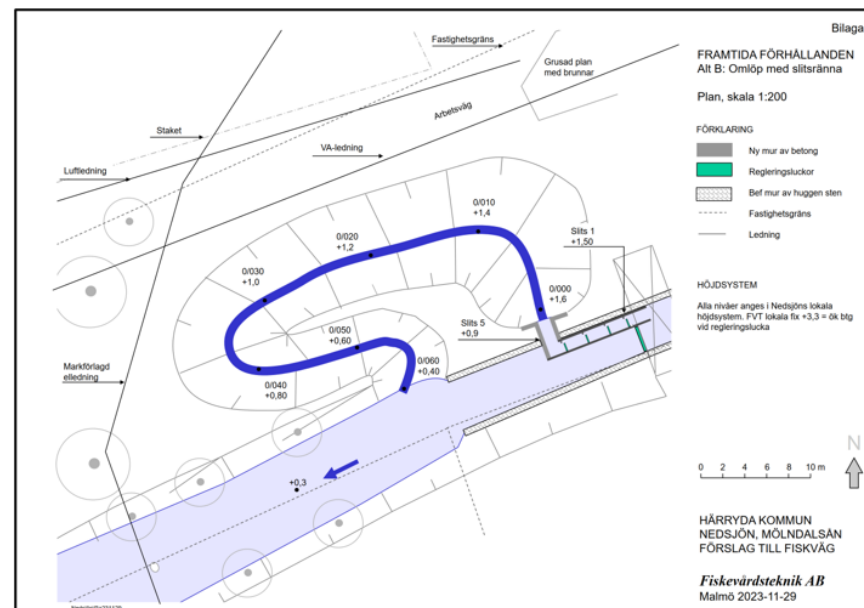 Bilaga
FRAMTIDA FÖRHÅLLANDEN
Alt B: Omlöp med slitsränna
Plan, skala 1:200
FÖRKLARING
Ny mur av betong
Regleringsluckor
Bef mur av huggen sten
Fastighetsgräns
Ledning
HÖJDSYSTEM
Alla nivåer anges i Nedsjöns lokala
höjdsystem. FVT lokala fix +3,3 = ök btg
vid regleringslucka
N
0 2 4 6 8 10 m
HÄRRYDA KOMMUN
NEDSJÖN, MÖLNDALSÅN
FÖRSLAG TILL FISKVÄG
Fiskevårdsteknik AB
Malmö 2023-11-29
Fastighetsgräns
Grusad plan
med brunnar
Arbetsväg
Staket
VA-ledning
Luftledning
0/010
+1,4
0/020
+1,2
Slits 1
+1,50
0/030
+1,0
0/000
+1,6
Slits 5
+0,9
0/050
+0,60
Markförlagd
elledning
0/040
+0,80
0/060
+0,40
+0,3